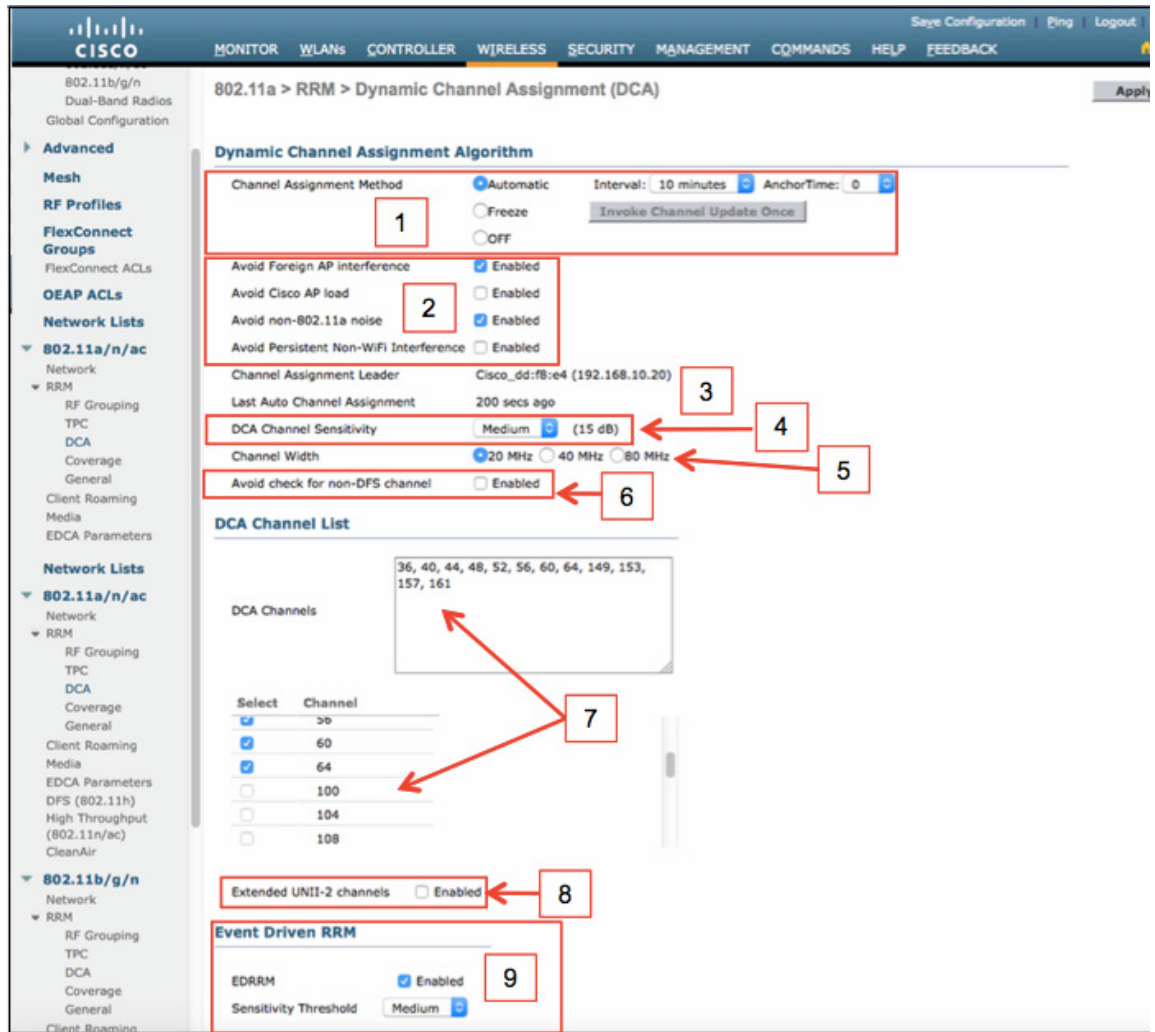 Save Configuration | Ping | Logout |
CISCO
MONITOR WLANs CONTROLLER WIRELESS SECURITY MANAGEMENT COMMANDS HELP FEEDBACK
802.11b/g/n
Dual-Band Radios
Global Configuration
Advanced
Mesh
RF Profiles
FlexConnect
Groups
FlexConnect ACLs
OEAP ACLs
Network Lists
802.11a/n/ac
Network
RRM
RF Grouping
TPC
DCA
Coverage
General
Client Roaming
Media
EDCA Parameters
Network Lists
802.11a/n/ac
Network
RRM
RF Grouping
TPC
DCA
Coverage
General
Client Roaming
Media
EDCA Parameters
DFS (802.11h)
High Throughput
(802.11n/ac)
CleanAir
802.11b/g/n
Network
RRM
RF Grouping
TPC
DCA
Coverage
General
Client Roaming
802.11a > RRM > Dynamic Channel Assignment (DCA)
Apply
Dynamic Channel Assignment Algorithm
Channel Assignment Method Automatic Interval: 10 minutes AnchorTime: 0
Freeze Invoke Channel Update Once
OFF
1
Avoid Foreign AP interference Enabled
Avoid Cisco AP load Enabled
2
Avoid non-802.11a noise Enabled
Avoid Persistent Non-WiFi Interference Enabled
Channel Assignment Leader Cisco_dd:f8:e4 (192.168.10.20)
3
Last Auto Channel Assignment 200 secs ago
DCA Channel Sensitivity Medium (15 dB)
4
Channel Width 20 MHz 40 MHz 80 MHz
5
Avoid check for non-DFS channel Enabled
6
DCA Channel List
DCA Channels
36, 40, 44, 48, 52, 56, 60, 64, 149, 153,
157, 161
7
Select Channel
56
60
64
100
104
108
Extended UNII-2 channels Enabled
8
Event Driven RRM
EDRRM Enabled
9
Sensitivity Threshold Medium